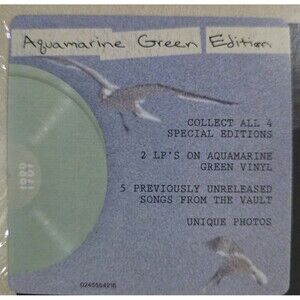 Aquamarine Green Edition
COLLECT ALL 4
SPECIAL EDITIONS
2 LP'S ON AQUAMARINE
GREEN VINYL
5 PREVIOUSLY UNRELEASED
SONGS FROM THE VAULT
UNIQUE PHOTOS